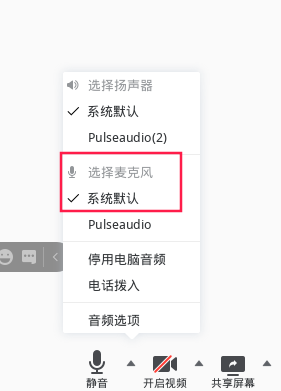 选择扬声器
系统默认
Pulseaudio(2)
选择麦克风
系统默认
Pulseaudio
停用电脑音频
电话拨入
音频选项
静音
开启视频
共享屏幕